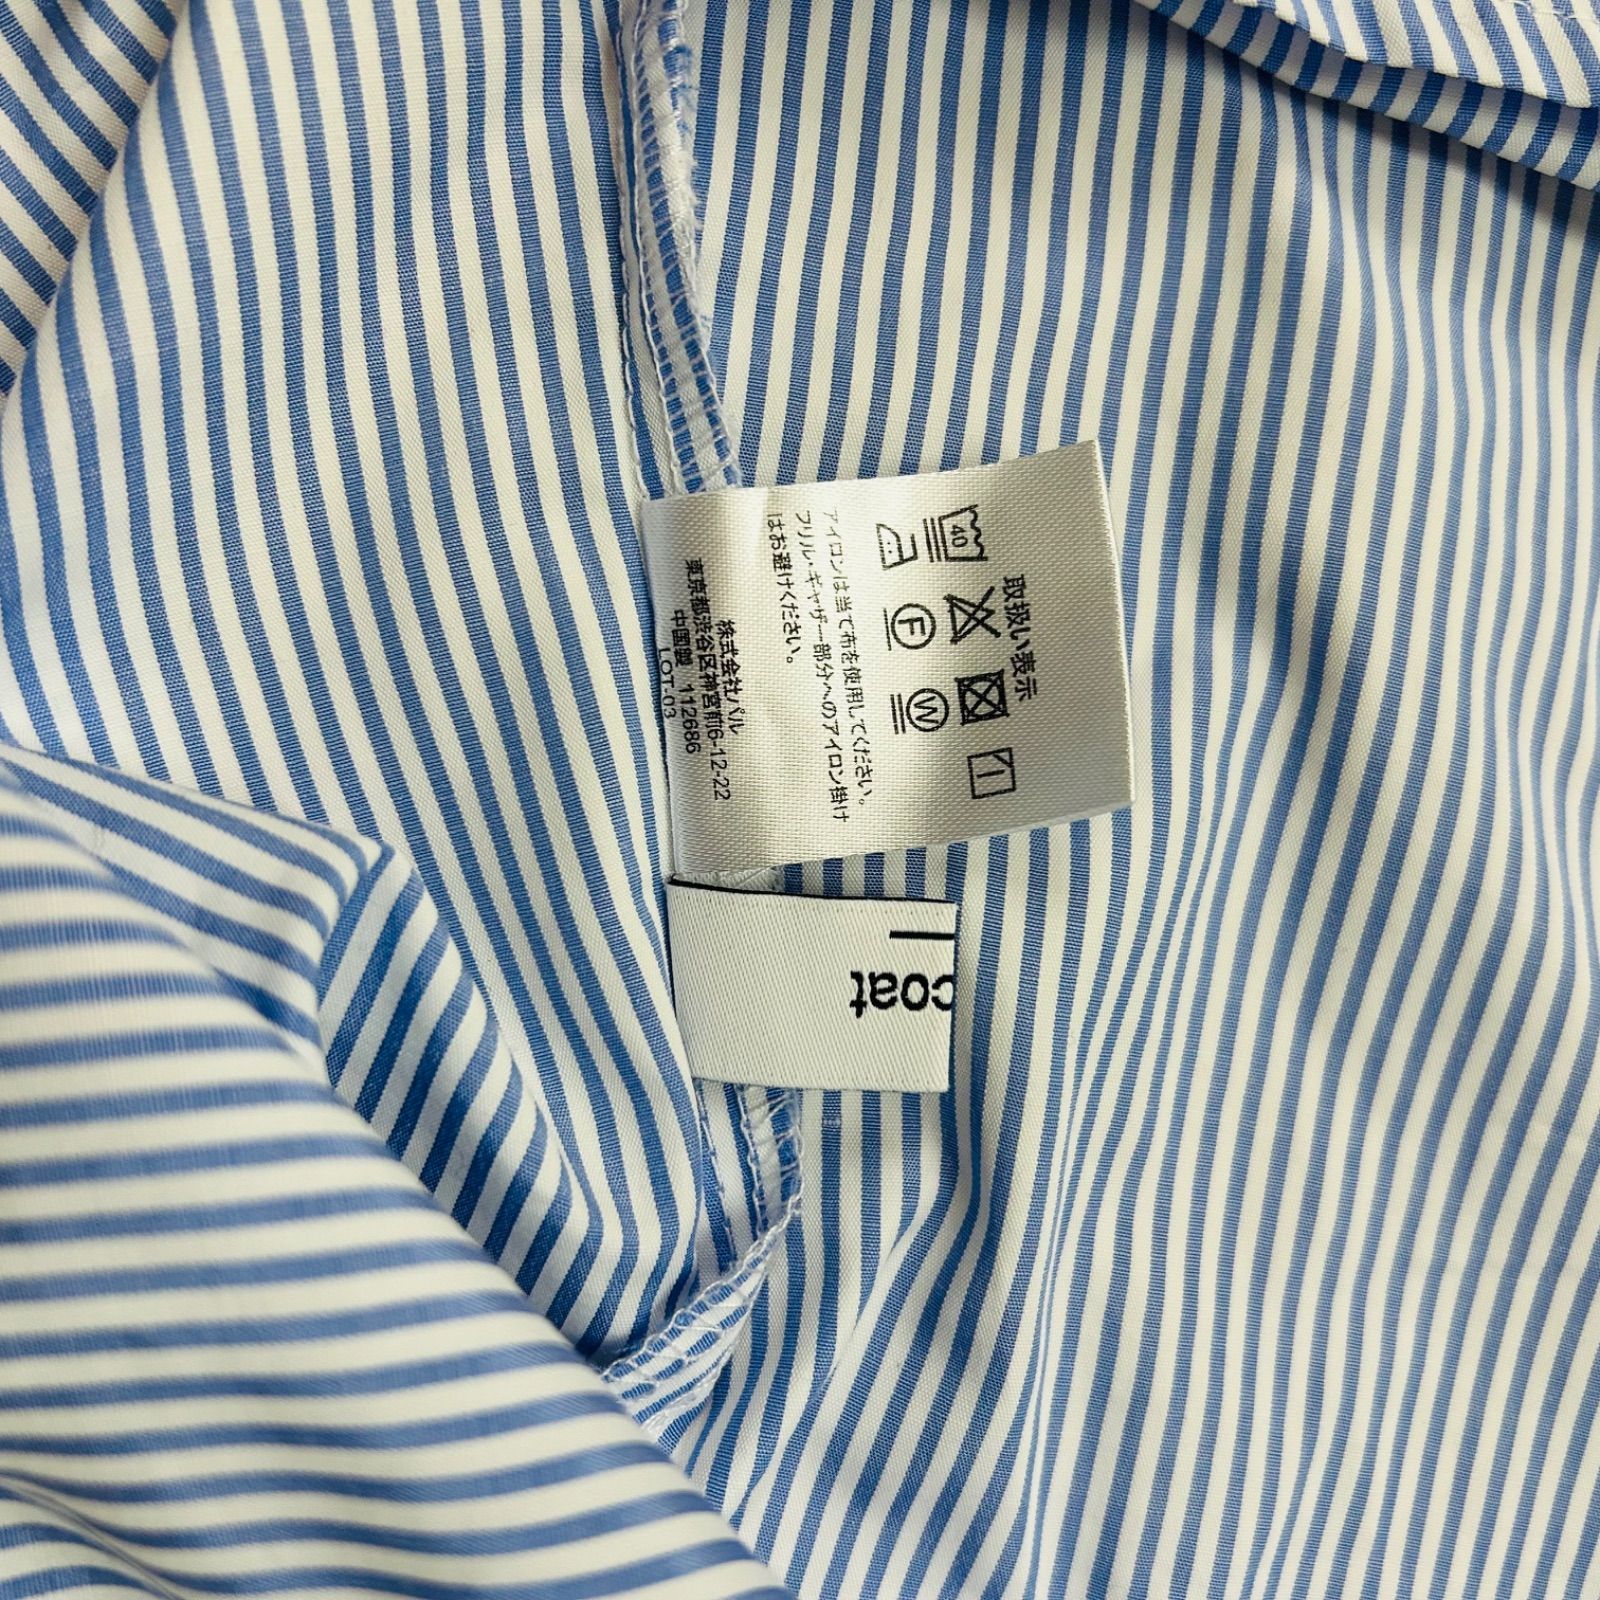 取扱い表示
40
F W
アイロンは当て布を使用してください。
フリル・ギャザー部分へのアイロン掛け
はお避けください。
株式会社パル
東京都渋谷区神宮前6-12-22
中国製 112686
LOT-03
coat